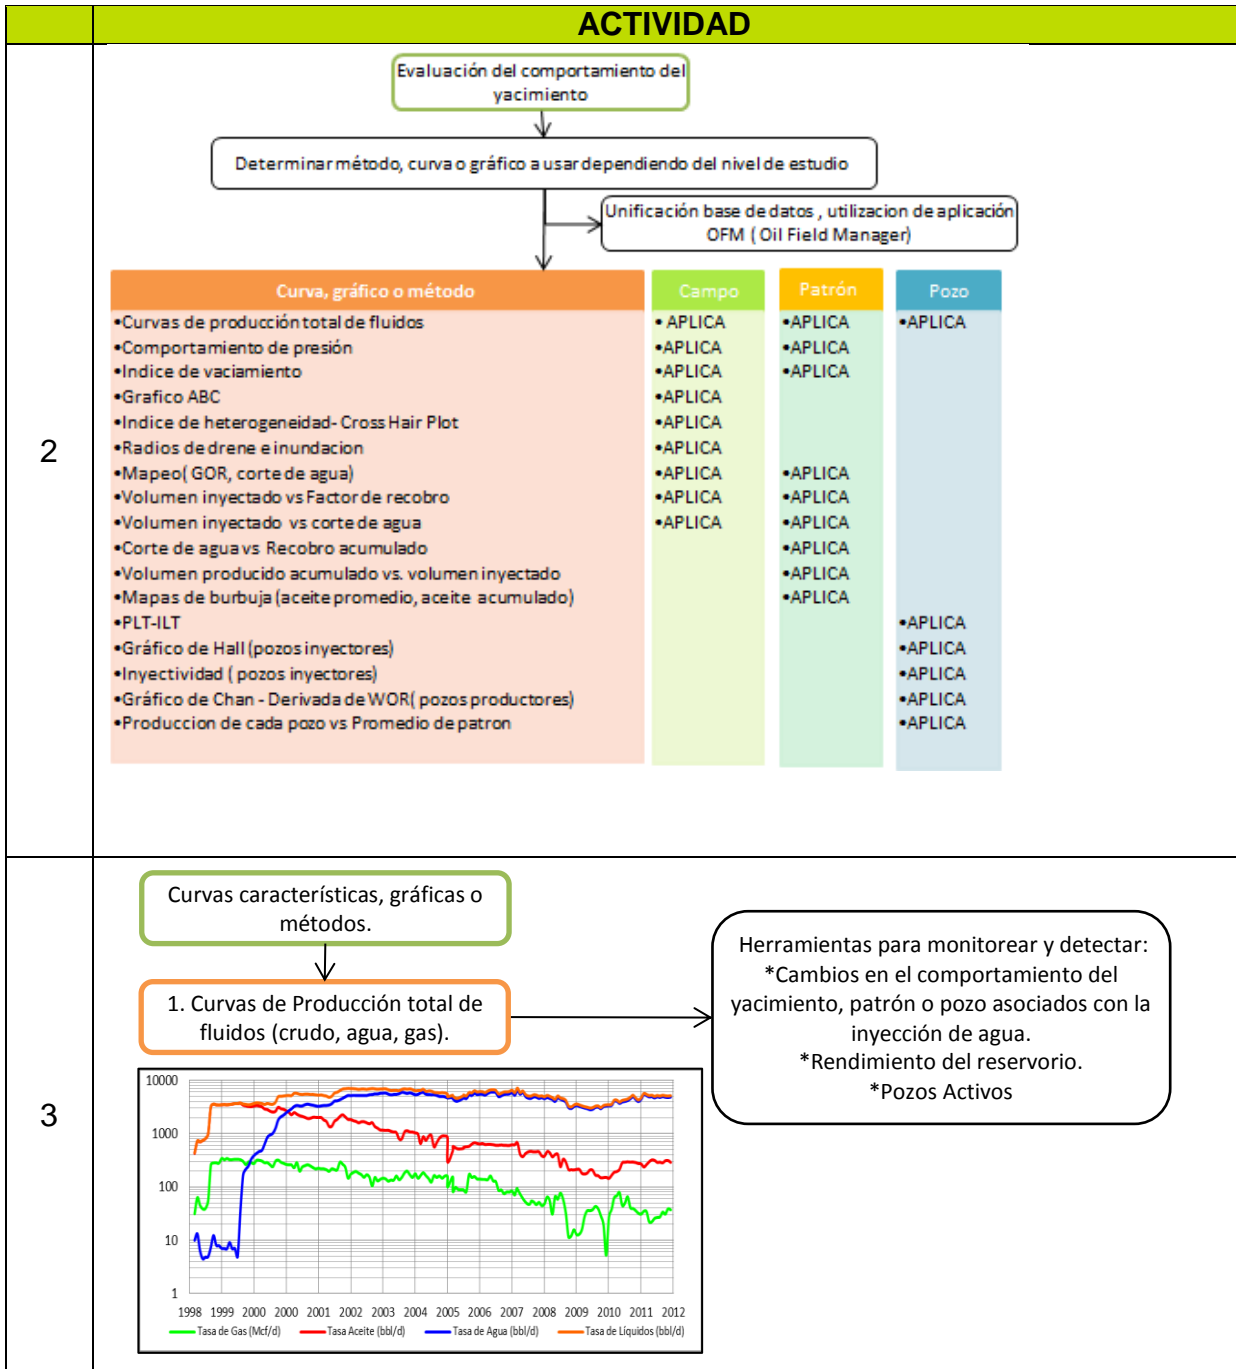 ACTIVIDAD
2
Evaluación del comportamiento del
yacimiento
Determinar método, curva o gráfico a usar dependiendo del nivel de estudio
Unificación base de datos , utilizacion de aplicación
OFM ( Oil Field Manager)
Curva, gráfico o método Campo Patrón Pozo
•Curvas de producción total de fluidos • APLICA •APLICA •APLICA
•Comportamiento de presión •APLICA •APLICA
•Indice de vaciamiento •APLICA •APLICA
•Grafico ABC •APLICA
•Indice de heterogeneidad- Cross Hair Plot •APLICA
•Radios de drene e inundacion •APLICA
•Mapeo( GOR, corte de agua) •APLICA •APLICA
•Volumen inyectado vs Factor de recobro •APLICA •APLICA
•Volumen inyectado vs corte de agua •APLICA •APLICA
•Corte de agua vs Recobro acumulado •APLICA
•Volumen producido acumulado vs. volumen inyectado •APLICA
•Mapas de burbuja (aceite promedio, aceite acumulado) •APLICA
•PLT-ILT •APLICA
•Gráfico de Hall (pozos inyectores) •APLICA
•Inyectividad ( pozos inyectores) •APLICA
•Gráfico de Chan - Derivada de WOR( pozos productores) •APLICA
•Produccion de cada pozo vs Promedio de patron •APLICA
3
Curvas características, gráficas o
métodos.
1. Curvas de Producción total de
fluidos (crudo, agua, gas).
Herramientas para monitorear y detectar:
*Cambios en el comportamiento del
yacimiento, patrón o pozo asociados con la
inyección de agua.
*Rendimiento del reservorio.
*Pozos Activos
10000
1000
100
10
1
1998 1999 2000 2000 2001 2002 2003 2004 2005 2006 2007 2008 2009 2010 2011 2012
Tasa de Gas (Mcf/d) Tasa Aceite (bbl/d) Tasa de Agua (bbl/d) Tasa de Líquidos (bbl/d)